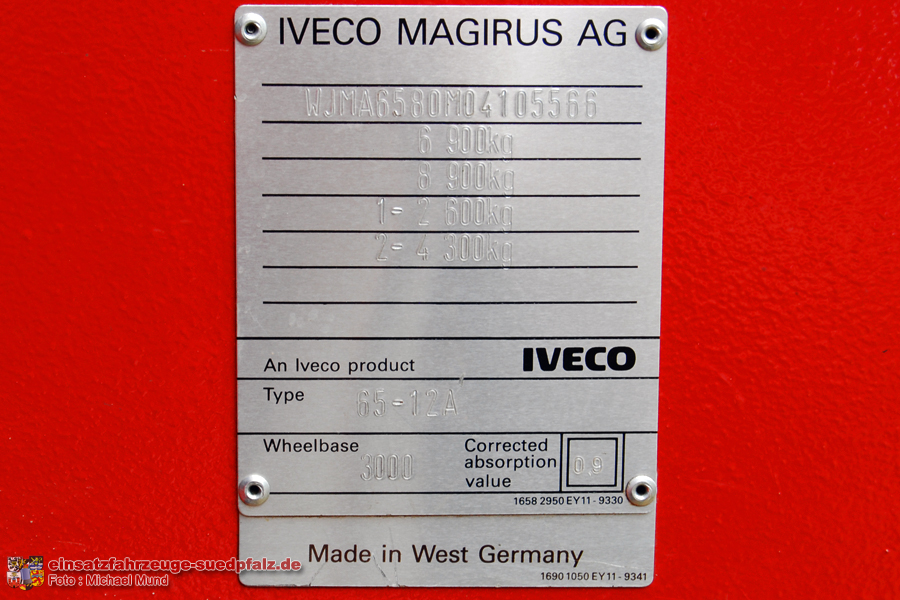 IVECO MAGIRUS AG
WJMA6580M04105566
6 900kg
8 900kg
1- 2 600kg
2- 4 300kg
An Iveco product IVECO
Type 65-12A
Wheelbase 3000
Corrected
absorption
value
0,9
1658 2950 EY11-9330
Made in West Germany
1690 1050 EY11-9341
einsatzfahrzeuge-suedpfalz.de
Foto : Michael Mund